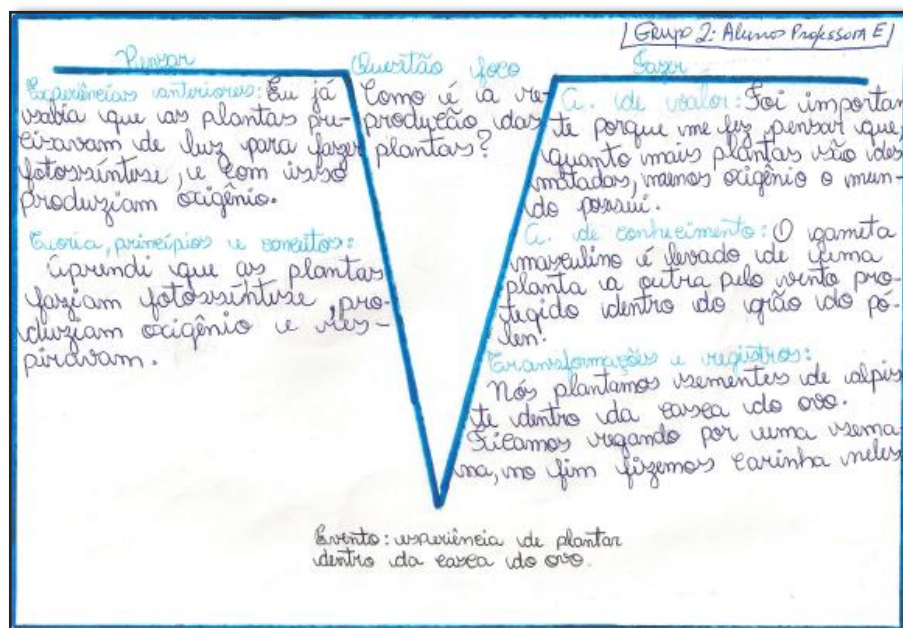 Grupo 2: Alunos Professora E
Pensar
Experiências anteriores: Eu já
sabia que as plantas pre-
cisavam de luz para fazer
fotossíntese, e com isso
produziam oxigênio.
Teoria, princípios e conceitos:
Aprendi que as plantas
faziam fotossíntese, pro-
duziam oxigênio e res-
piravam.
Questão foco
Como é a re-
produção das
plantas?
Fazer
A. de valor: Foi importan
te porque me fez pensar que,
quanto mais plantas são des
matadas, menos oxigênio o mun-
do possui.
A. de conhecimento: O gameta
masculino é levado de uma
planta a outra pelo vento pro-
tegido dentro do grão do pó-
len.
Transformações e registros:
Nós plantamos sementes de alpis
te dentro da casca do ovo.
Ficamos regando por uma sema
na, no fim fizemos carinha neles
Evento: experiência de plantar
dentro da casca do ovo.